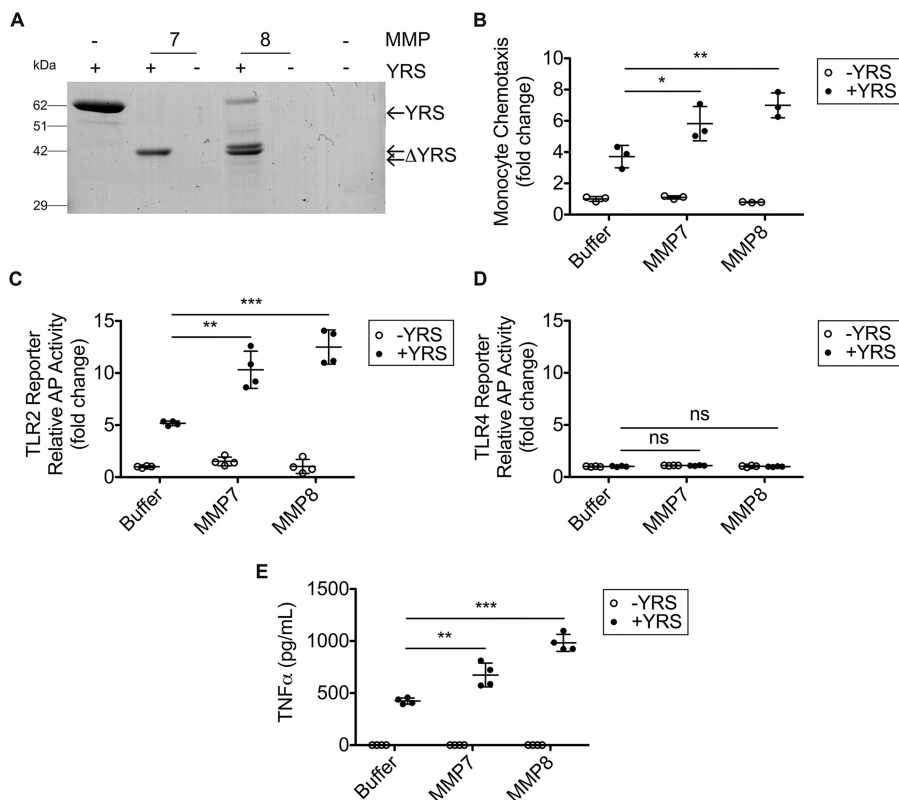 A
- 7 8 - MMP
+ + - + - - YRS
kDa
62
51
42
29
YRS
ΔYRS
B
Monocyte Chemotaxis
(fold change)
10
8
6
4
2
0
**
*
-YRS
+YRS
Buffer
MMP7
MMP8
C
TLR2 Reporter
Relative AP Activity
(fold change)
15
10
5
0
***
**
-YRS
+YRS
Buffer
MMP7
MMP8
D
TLR4 Reporter
Relative AP Activity
(fold change)
15
10
5
0
ns
ns
-YRS
+YRS
Buffer
MMP7
MMP8
E
TNFα (pg/mL)
1500
1000
500
0
***
**
-YRS
+YRS
Buffer
MMP7
MMP8